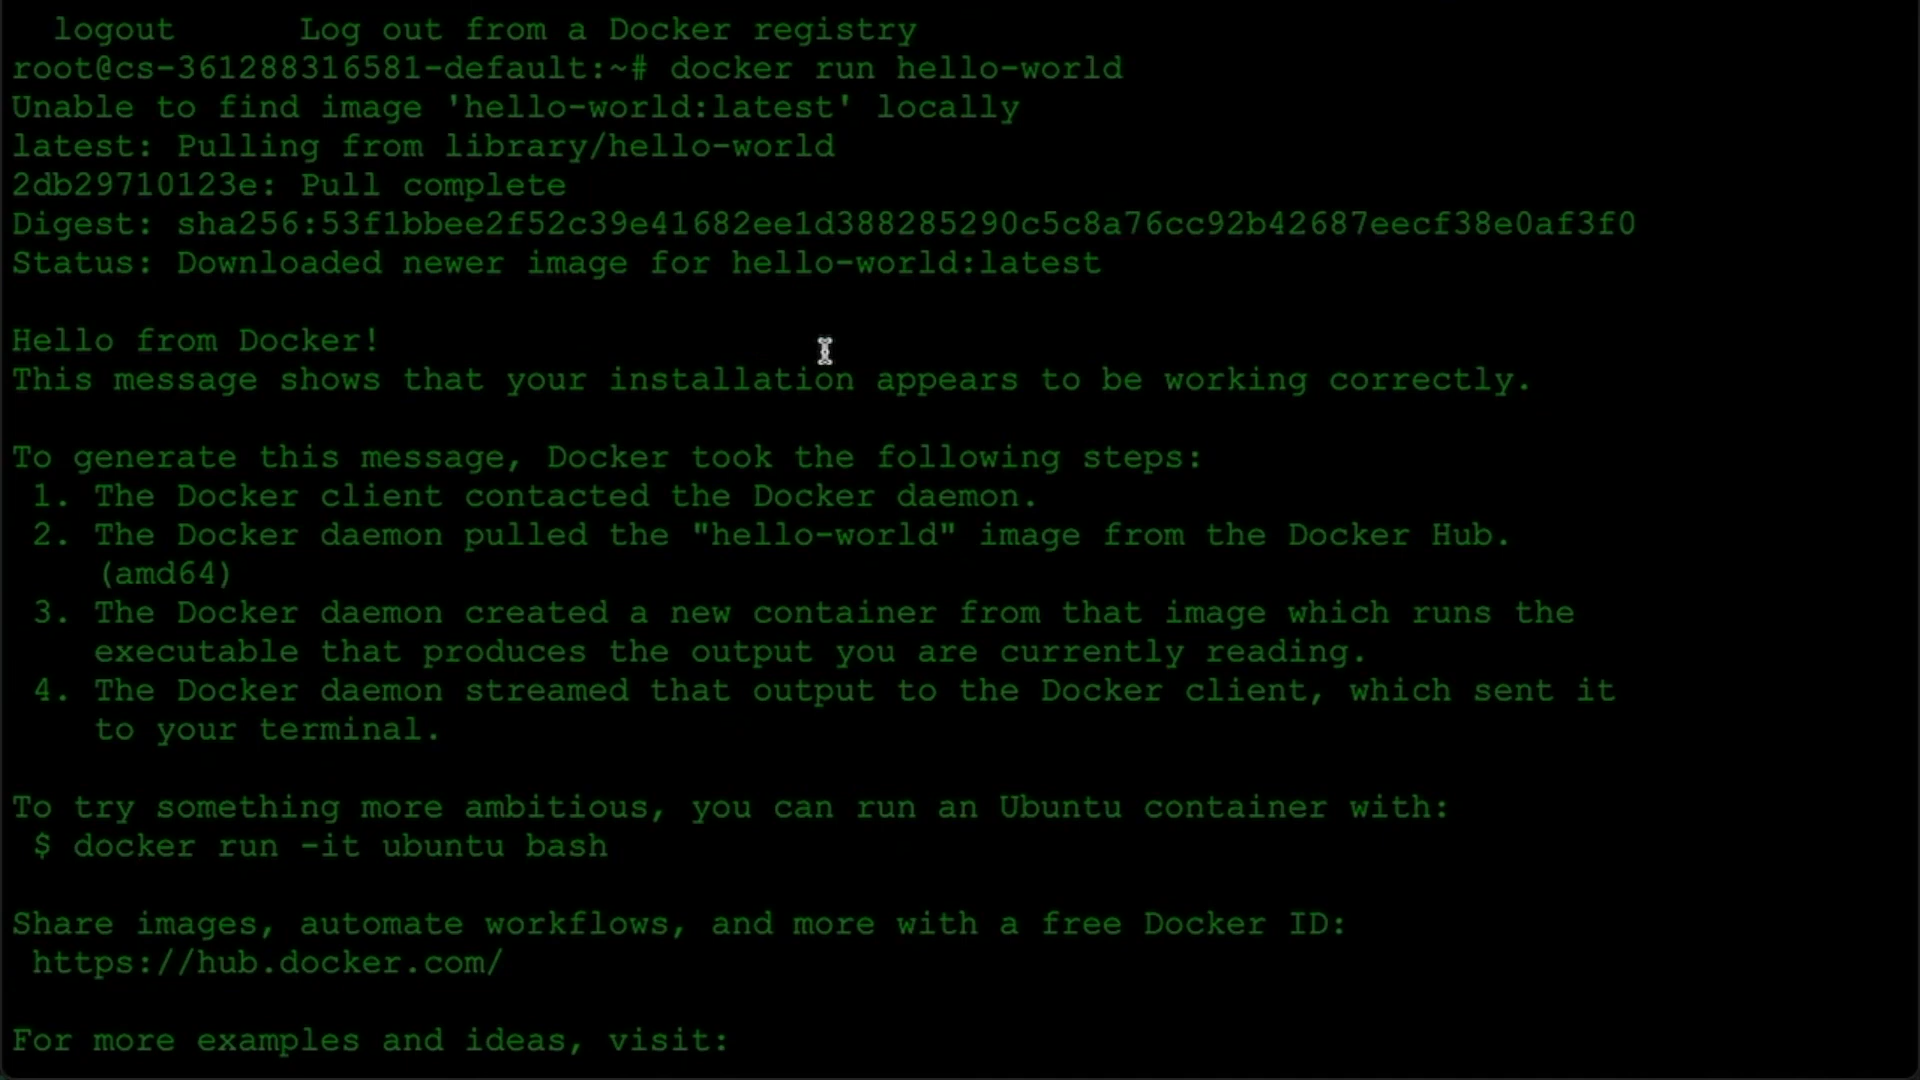 logout      Log out from a Docker registry
root@cs-361288316581-default:~# docker run hello-world
Unable to find image 'hello-world:latest' locally
latest: Pulling from library/hello-world
2db29710123e: Pull complete
Digest: sha256:53f1bbee2f52c39e41682ee1d388285290c5c8a76cc92b42687eecf38e0af3f0
Status: Downloaded newer image for hello-world:latest

Hello from Docker!
This message shows that your installation appears to be working correctly.

To generate this message, Docker took the following steps:
 1. The Docker client contacted the Docker daemon.
 2. The Docker daemon pulled the "hello-world" image from the Docker Hub.
    (amd64)
 3. The Docker daemon created a new container from that image which runs the
    executable that produces the output you are currently reading.
 4. The Docker daemon streamed that output to the Docker client, which sent it
    to your terminal.

To try something more ambitious, you can run an Ubuntu container with:
 $ docker run -it ubuntu bash

Share images, automate workflows, and more with a free Docker ID:
 https://hub.docker.com/

For more examples and ideas, visit: